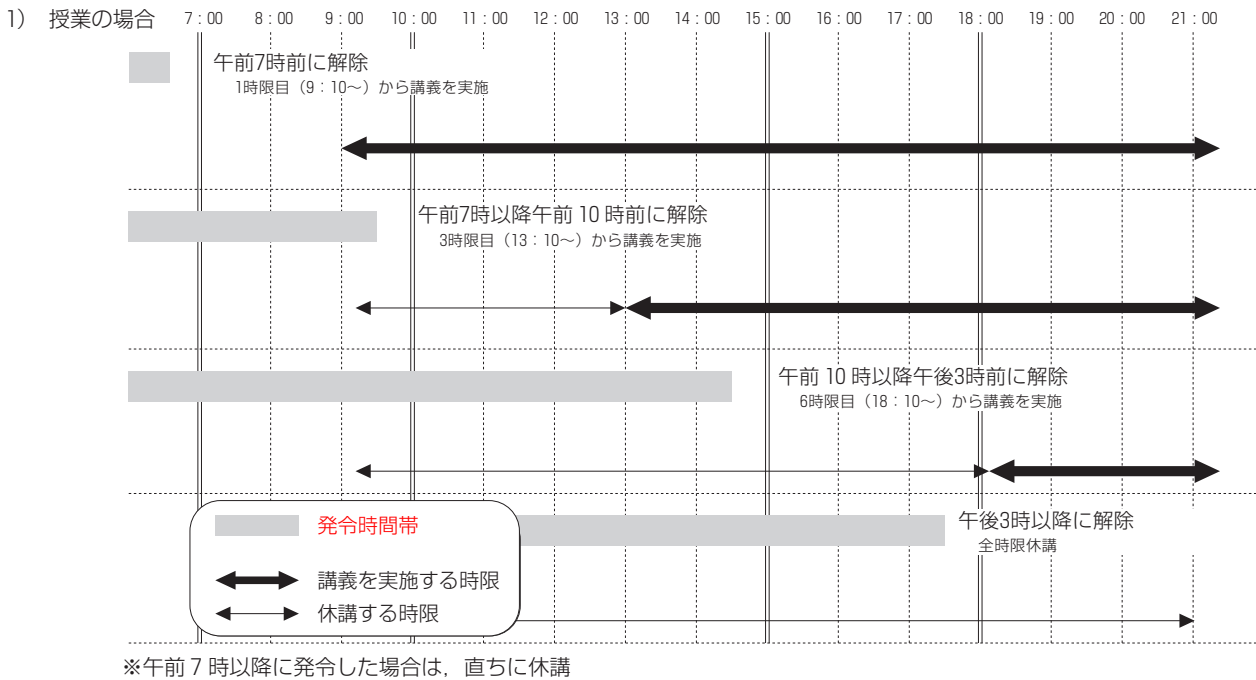 1) 授業の場合
7:00 8:00 9:00 10:00 11:00 12:00 13:00 14:00 15:00 16:00 17:00 18:00 19:00 20:00 21:00
午前7時前に解除
1時限目（9：10～）から講義を実施
午前7時以降午前 10 時前に解除
3時限目（13：10～）から講義を実施
午前 10 時以降午後3時前に解除
6時限目（18：10～）から講義を実施
午後3時以降に解除
全時限休講
発令時間帯
講義を実施する時限
休講する時限
※午前 7 時以降に発令した場合は，直ちに休講